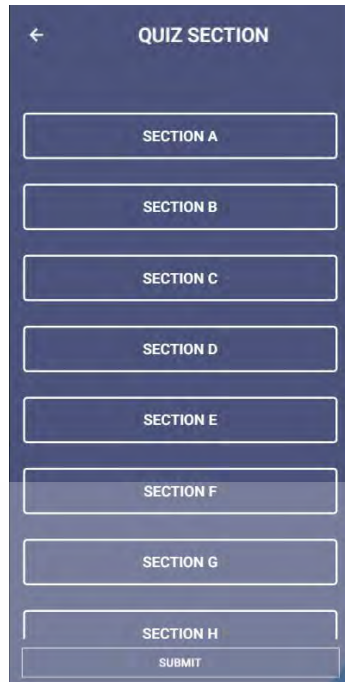 QUIZ SECTION
SECTION A
SECTION B
SECTION C
SECTION D
SECTION E
SECTION F
SECTION G
SECTION H
SUBMIT